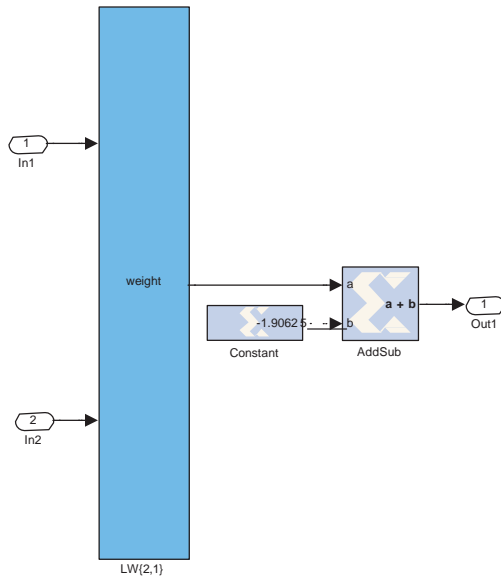 1
In1
weight
a
a + b
b
AddSub
1
Out1
-1.90625
Constant
2
In2
LW{2,1}